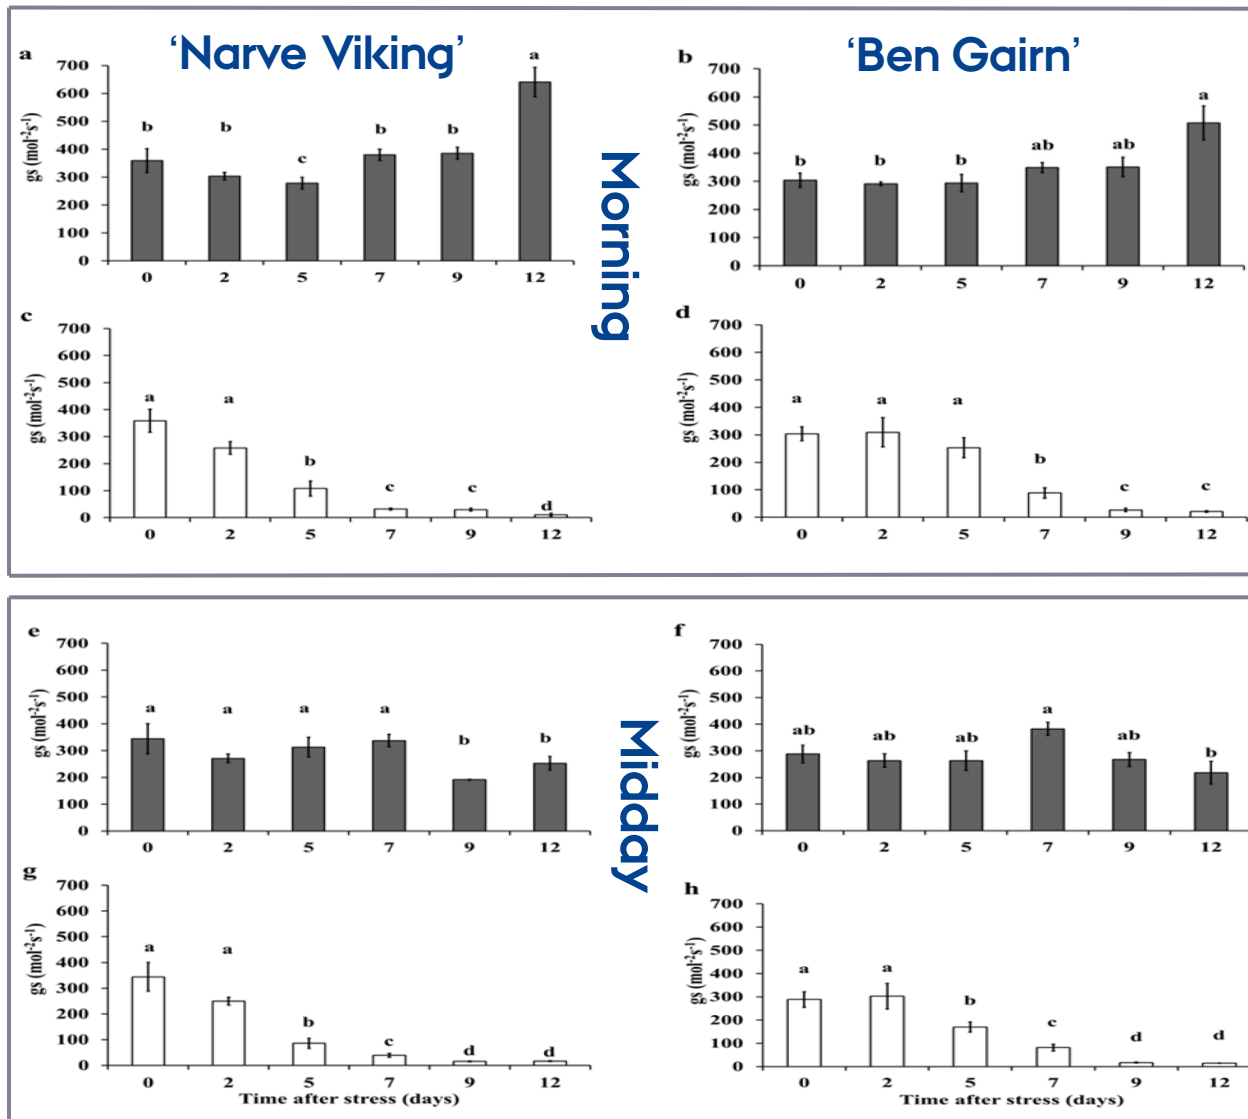 ‘Narve Viking’
‘Ben Gairn’
Morning
a
gs (mol-2s-1)
700
600
500
400
300
200
100
0
b b c b b a
0 2 5 7 9 12
b
gs (mol-2s-1)
700
600
500
400
300
200
100
0
b b b ab ab a
0 2 5 7 9 12
c
gs (mol-2s-1)
700
600
500
400
300
200
100
0
a a b c c d
0 2 5 7 9 12
d
gs (mol-2s-1)
700
600
500
400
300
200
100
0
a a a b c c
0 2 5 7 9 12
Midday
e
gs (mol-2s-1)
700
600
500
400
300
200
100
0
a a a a b b
0 2 5 7 9 12
f
gs (mol-2s-1)
700
600
500
400
300
200
100
0
ab ab ab a ab b
0 2 5 7 9 12
g
gs (mol-2s-1)
700
600
500
400
300
200
100
0
a a b c d d
0 2 5 7 9 12
Time after stress (days)
h
gs (mol-2s-1)
700
600
500
400
300
200
100
0
a a b c d d
0 2 5 7 9 12
Time after stress (days)